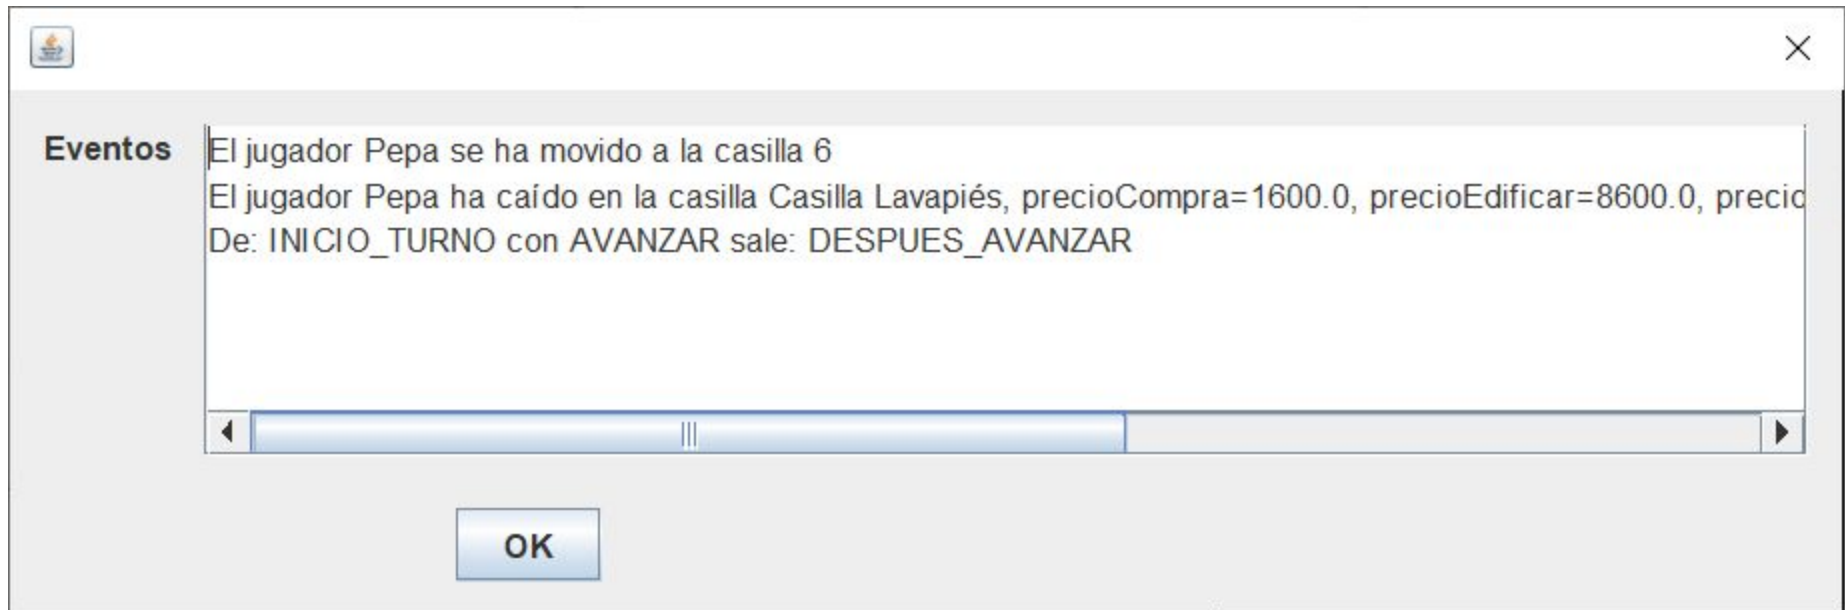 Eventos
El jugador Pepa se ha movido a la casilla 6
El jugador Pepa ha caído en la casilla Casilla Lavapiés, precioCompra=1600.0, precioEdificar=8600.0, precio
De: INICIO_TURNO con AVANZAR sale: DESPUES_AVANZAR
OK